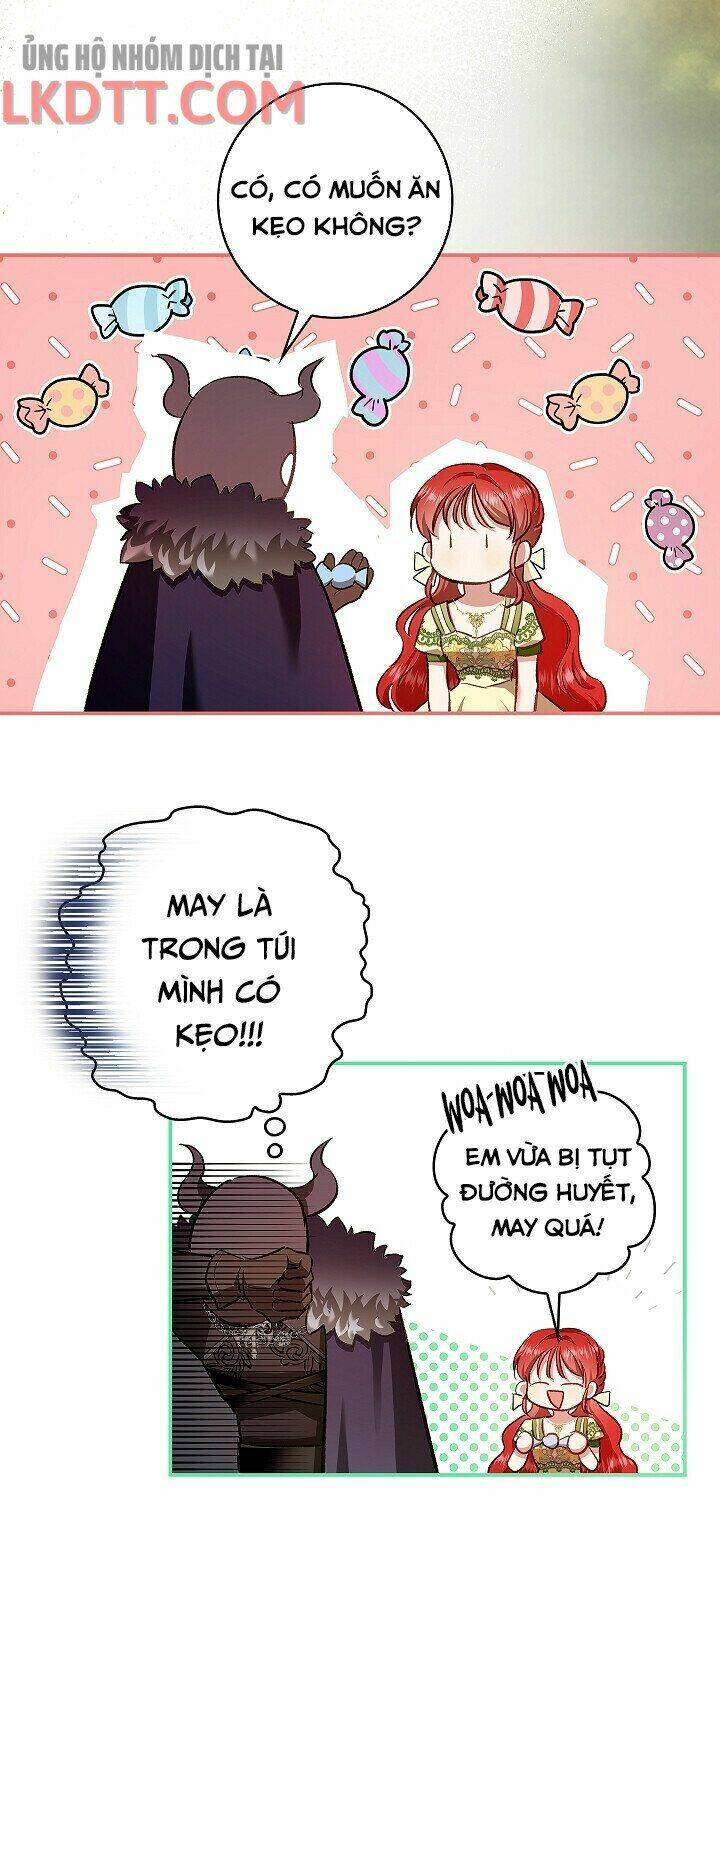 ỦNG HỘ NHÓM DỊCH TẠI
LKDTT.COM
CÓ, CÓ MUỐN ĂN
KẸO KHÔNG?
MAY LÀ
TRONG TÚI
MÌNH CÓ
KẸO!!!
WOA-WOA-WOA
EM VỪA BỊ TỤT
ĐƯỜNG HUYẾT,
MAY QUÁ!